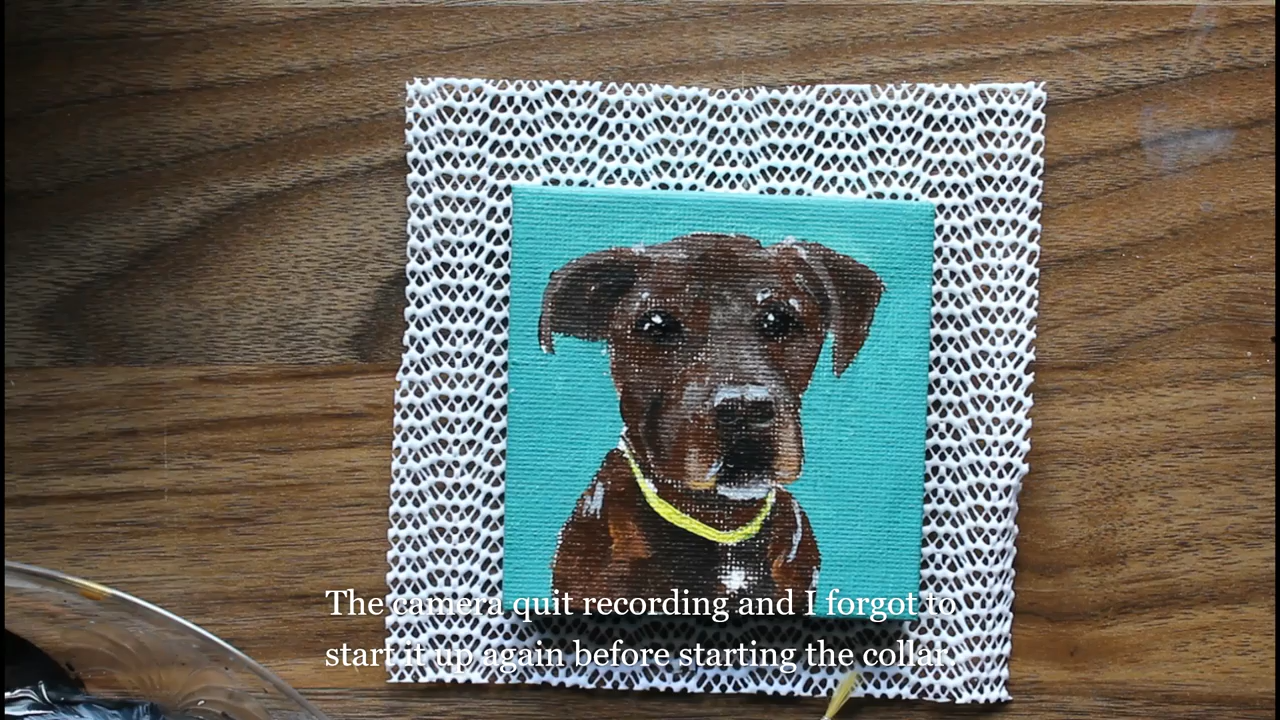 The camera quit recording and I forgot to
start it up again before starting the collar